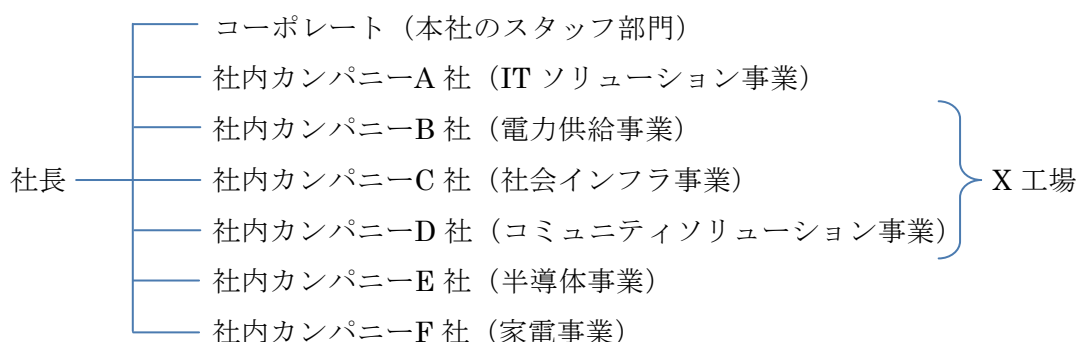 コーポレート（本社のスタッフ部門）
社内カンパニーA 社（IT ソリューション事業）
社内カンパニーB 社（電力供給事業）
社長
社内カンパニーC 社（社会インフラ事業）
X 工場
社内カンパニーD 社（コミュニティソリューション事業）
社内カンパニーE 社（半導体事業）
社内カンパニーF 社（家電事業）